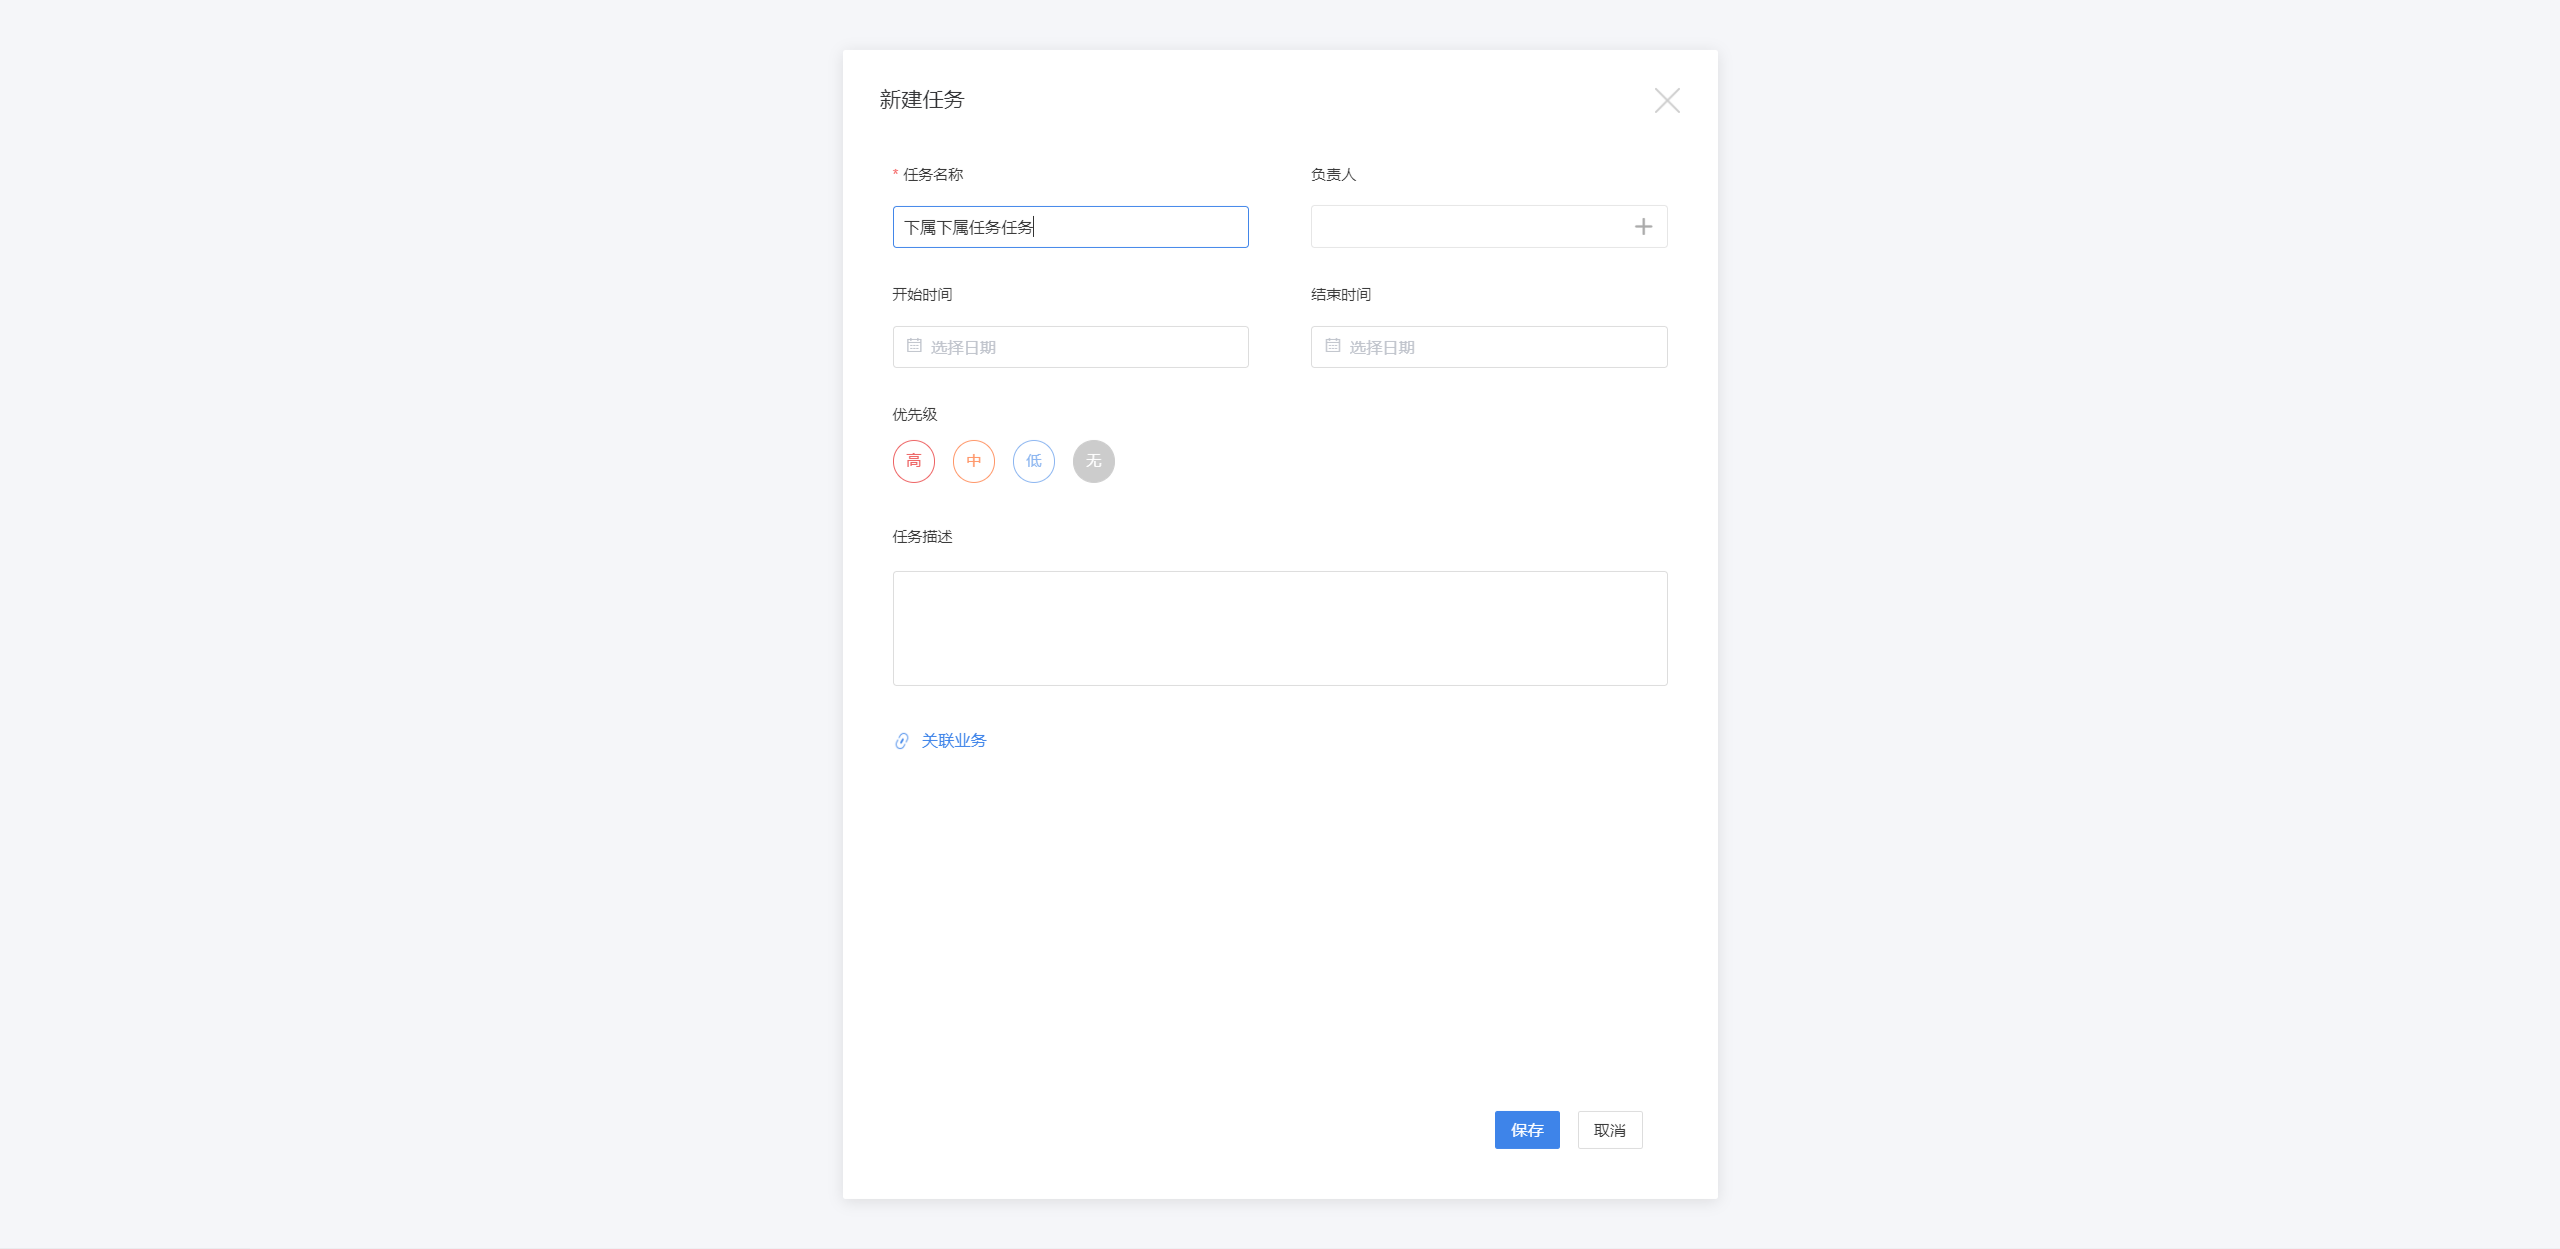 新建任务
* 任务名称
负责人
下属下属任务任务
开始时间
结束时间
选择日期
选择日期
优先级
高 中 低 无
任务描述
关联业务
保存 取消